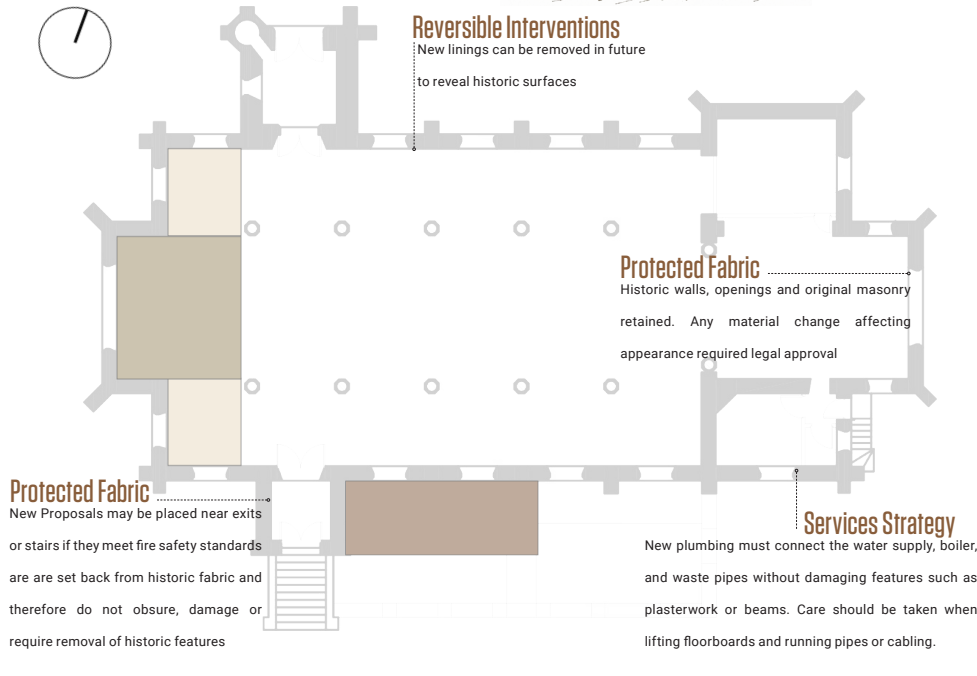 Reversible Interventions
New linings can be removed in future
to reveal historic surfaces
Protected Fabric
Historic walls, openings and original masonry
retained. Any material change affecting
appearance required legal approval
Protected Fabric
New Proposals may be placed near exits
or stairs if they meet fire safety standards
are are set back from historic fabric and
therefore do not obsure, damage or
require removal of historic features
Services Strategy
New plumbing must connect the water supply, boiler,
and waste pipes without damaging features such as
plasterwork or beams. Care should be taken when
lifting floorboards and running pipes or cabling.